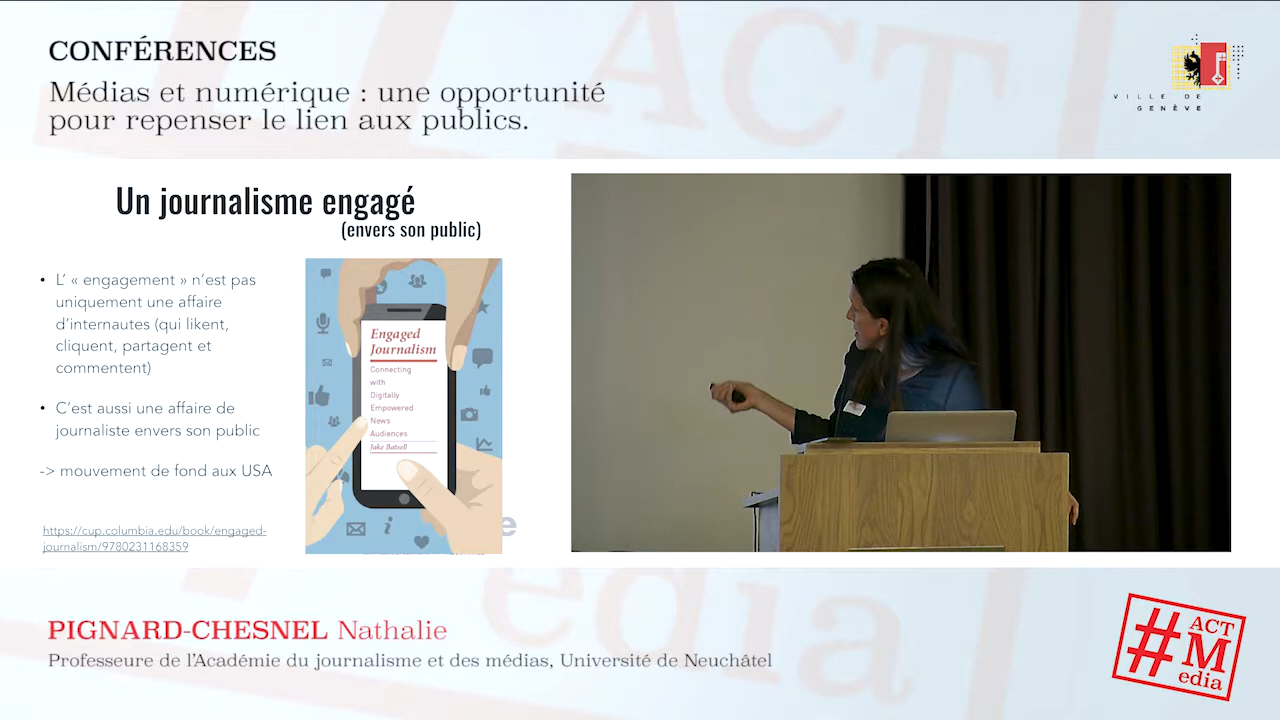 CONFÉRENCES
Médias et numérique : une opportunité
pour repenser le lien aux publics.
VILLE DE
GENÈVE
Un journalisme engagé
(envers son public)
• L’ « engagement » n’est pas
uniquement une affaire
d’internautes (qui likent,
cliquent, partagent et
commentent)
• C’est aussi une affaire de
journaliste envers son public
-> mouvement de fond aux USA
https://cup.columbia.edu/book/engaged-
journalism/9780231168359
Engaged
Journalism
Connecting
with
Digitally
Empowered
News
Audiences
Jake Batsell
PIGNARD-CHESNEL Nathalie
Professeure de l’Académie du journalisme et des médias, Université de Neuchâtel
#ACT
Media